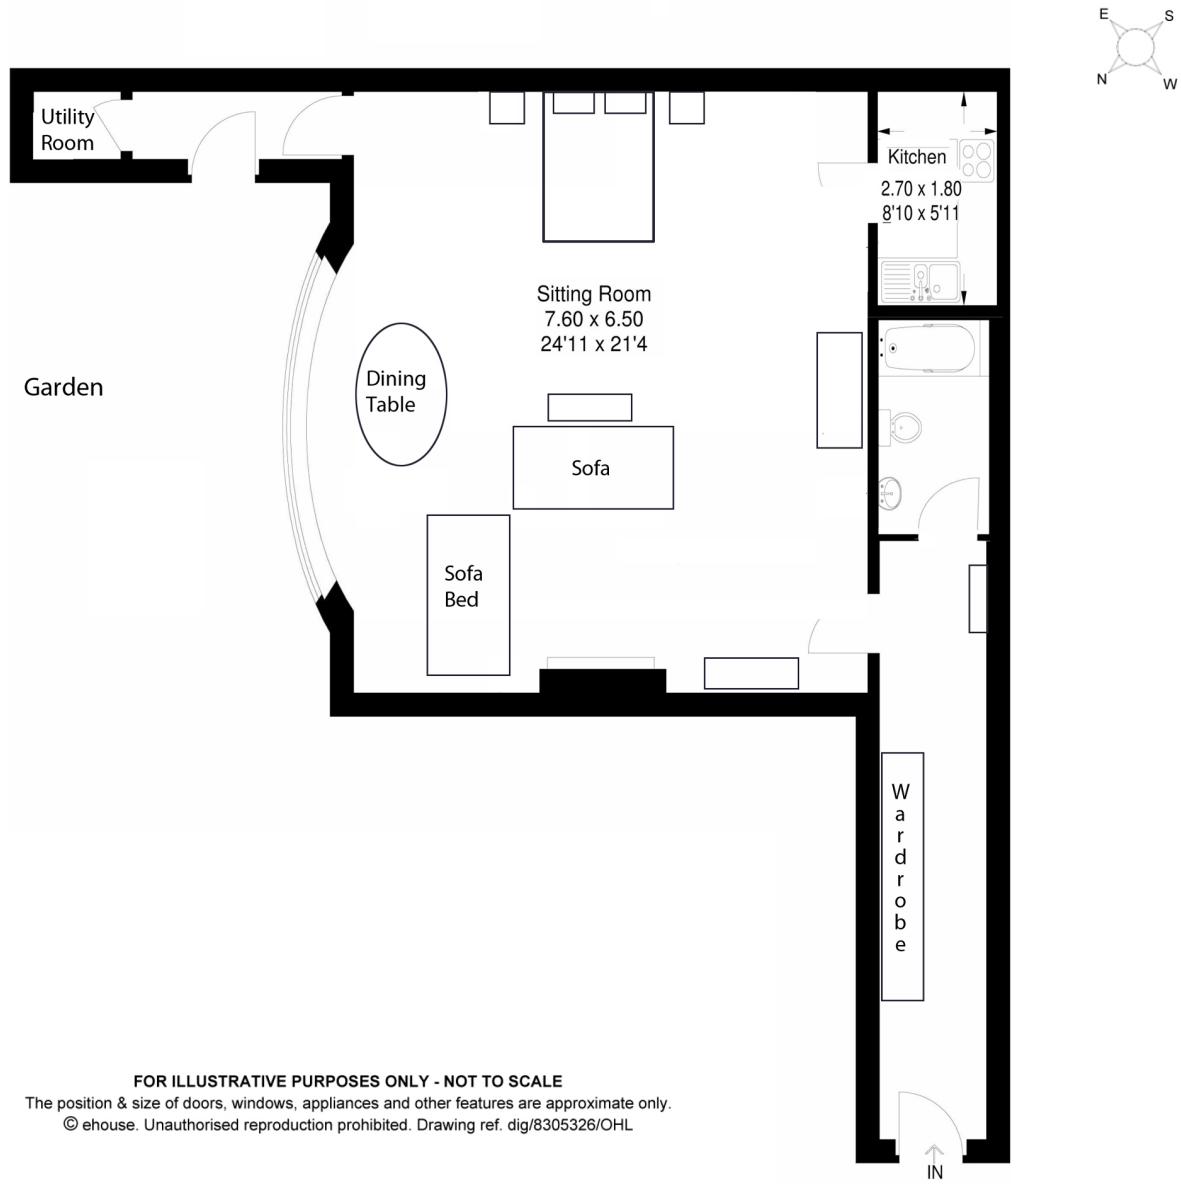 E S
N W
Utility
Room
Kitchen
2.70 x 1.80
8'10 x 5'11
Sitting Room
7.60 x 6.50
24'11 x 21'4
Garden
Dining
Table
Sofa
Sofa
Bed
W
a
r
d
r
o
b
e
FOR ILLUSTRATIVE PURPOSES ONLY - NOT TO SCALE
The position & size of doors, windows, appliances and other features are approximate only.
© ehouse. Unauthorised reproduction prohibited. Drawing ref. dig/8305326/OHL
IN